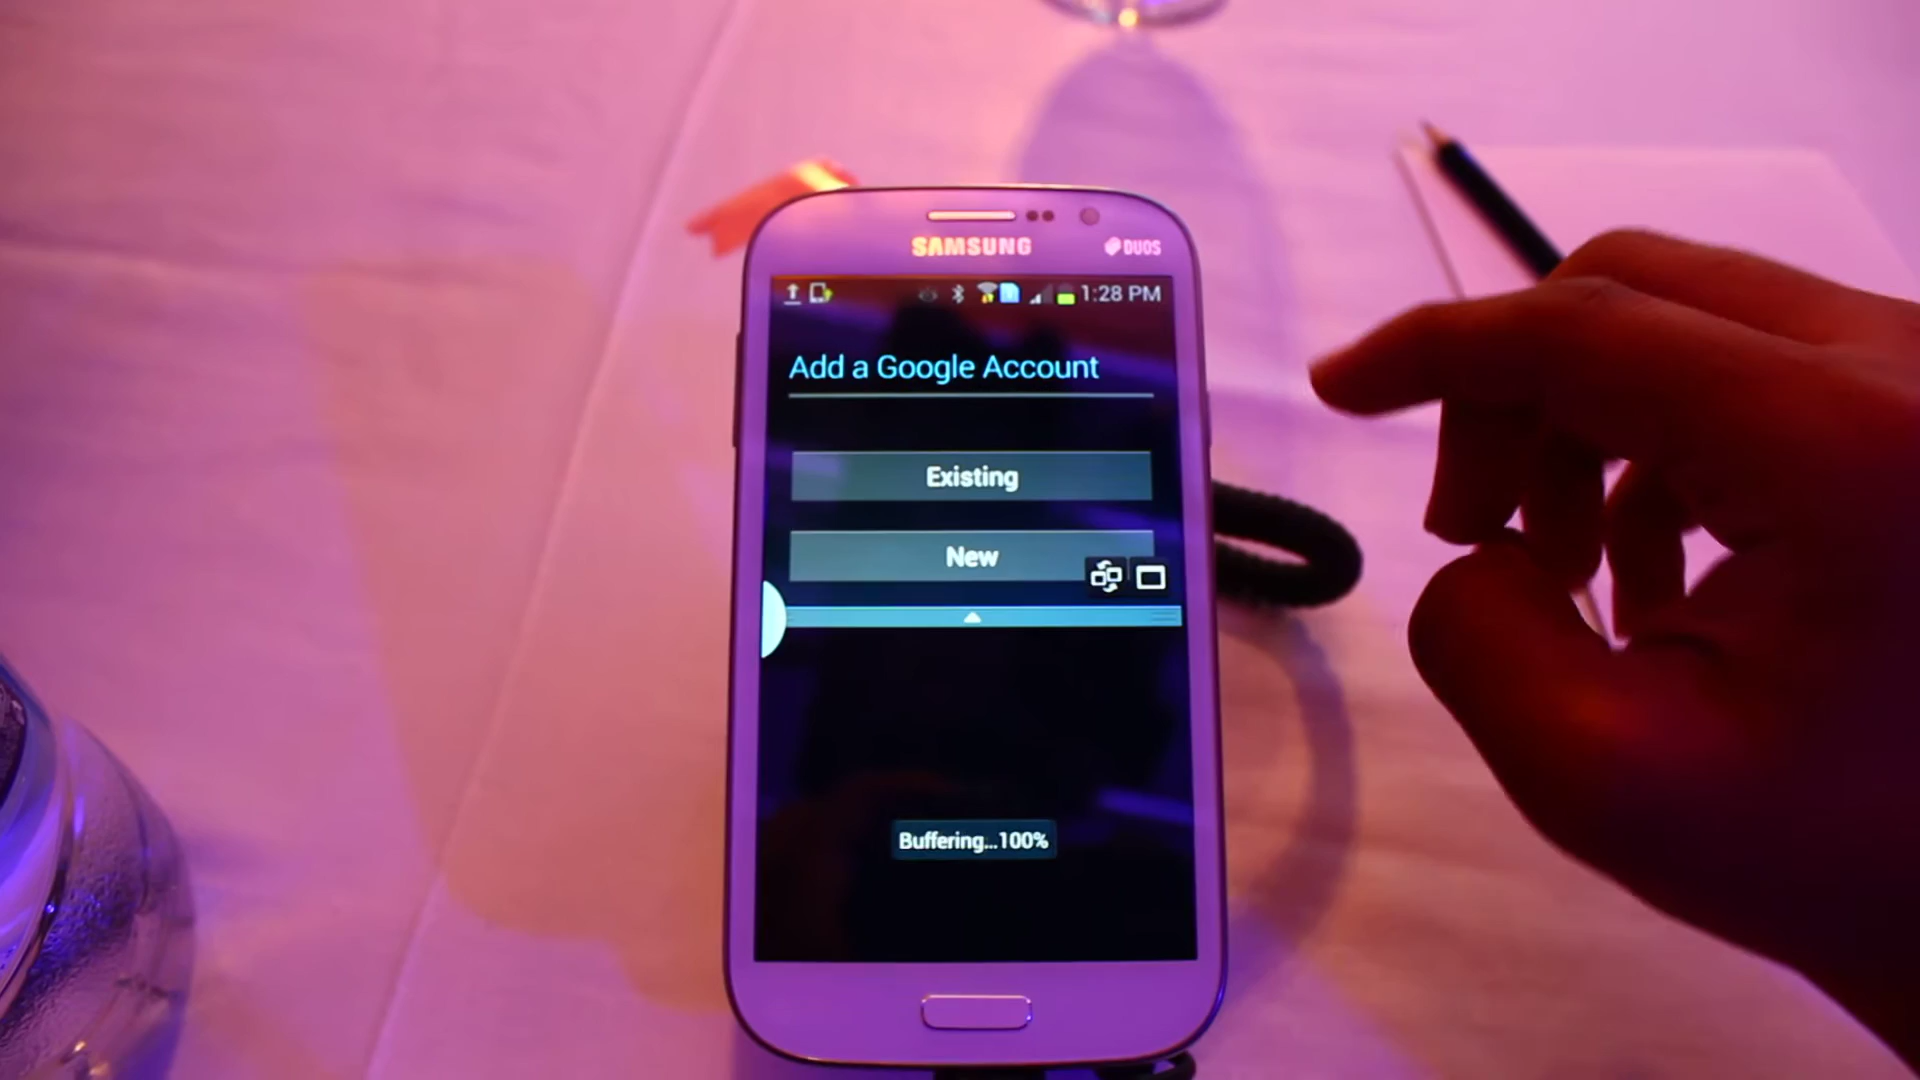 SAMSUNG
DUOS
1:28 PM
Add a Google Account
Existing
New
Buffering...100%